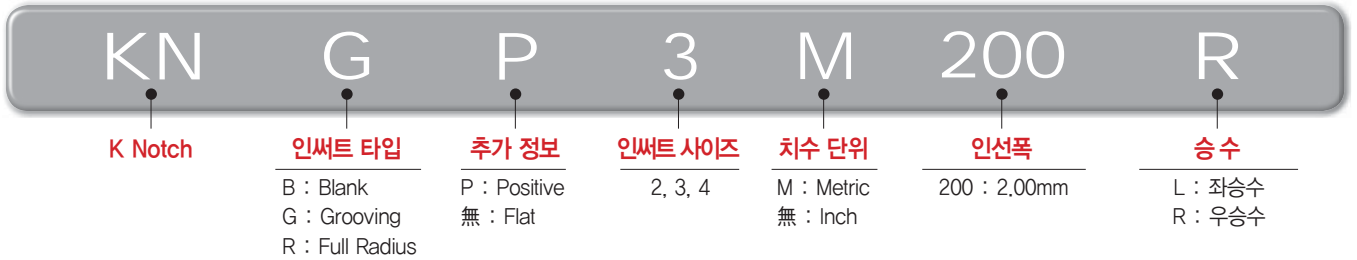 KN G P 3 M 200 R
K Notch 인써트 타입 추가 정보 인써트 사이즈 치수 단위 인선폭 승 수
B : Blank P : Positive 2, 3, 4 M : Metric 200 : 2.00mm L : 좌승수
G : Grooving 無 : Flat 無 : Inch R : 우승수
R : Full Radius